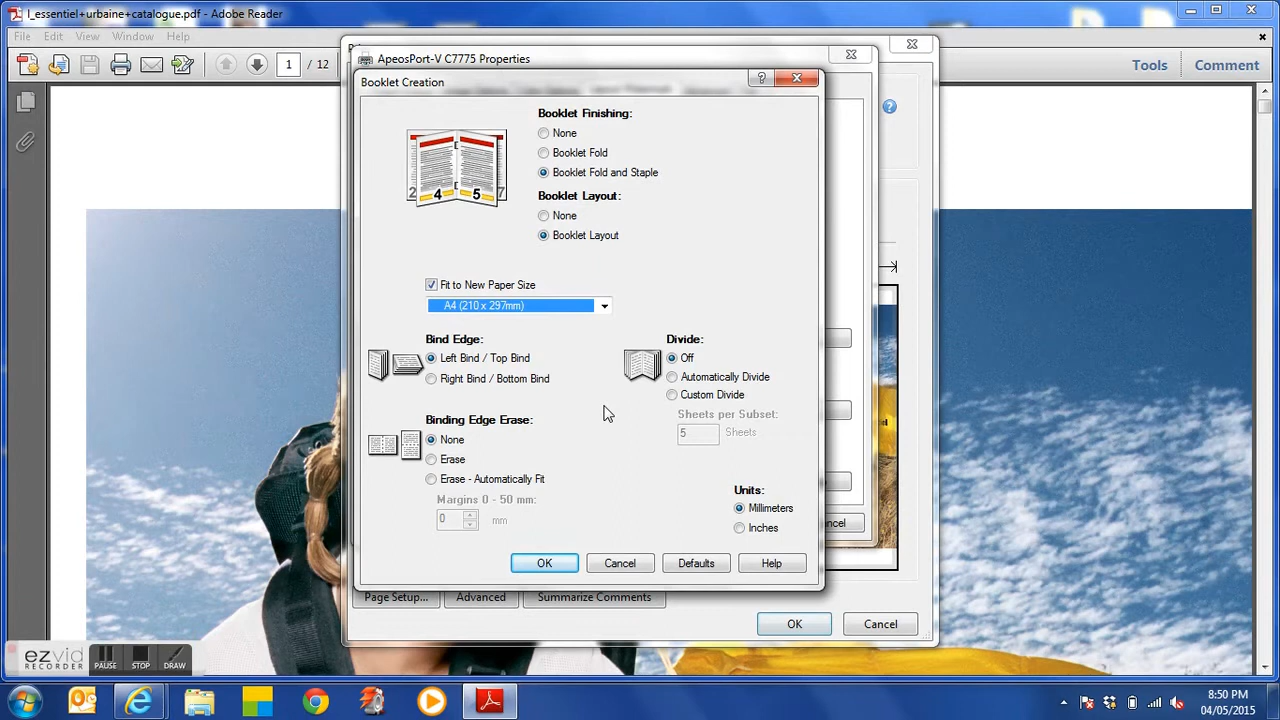 l_essentiel+urbaine+catalogue.pdf - Adobe Reader
File Edit View Window Help
1 / 12
Tools
Comment
ApeosPort-V C7775 Properties
Booklet Creation
Booklet Finishing:
None
Booklet Fold
Booklet Fold and Staple
Booklet Layout:
None
Booklet Layout
2 4 5 7
Fit to New Paper Size
A4 (210 x 297mm)
Bind Edge:
Left Bind / Top Bind
Right Bind / Bottom Bind
Divide:
Off
Automatically Divide
Custom Divide
Sheets per Subset:
5 Sheets
Binding Edge Erase:
None
Erase
Erase - Automatically Fit
Margins 0 - 50 mm:
0 mm
Units:
Millimeters
Inches
OK Cancel Defaults Help
Page Setup... Advanced Summarize Comments
OK Cancel
ezvid
RECORDER
PAUSE STOP DRAW
8:50 PM
04/05/2015